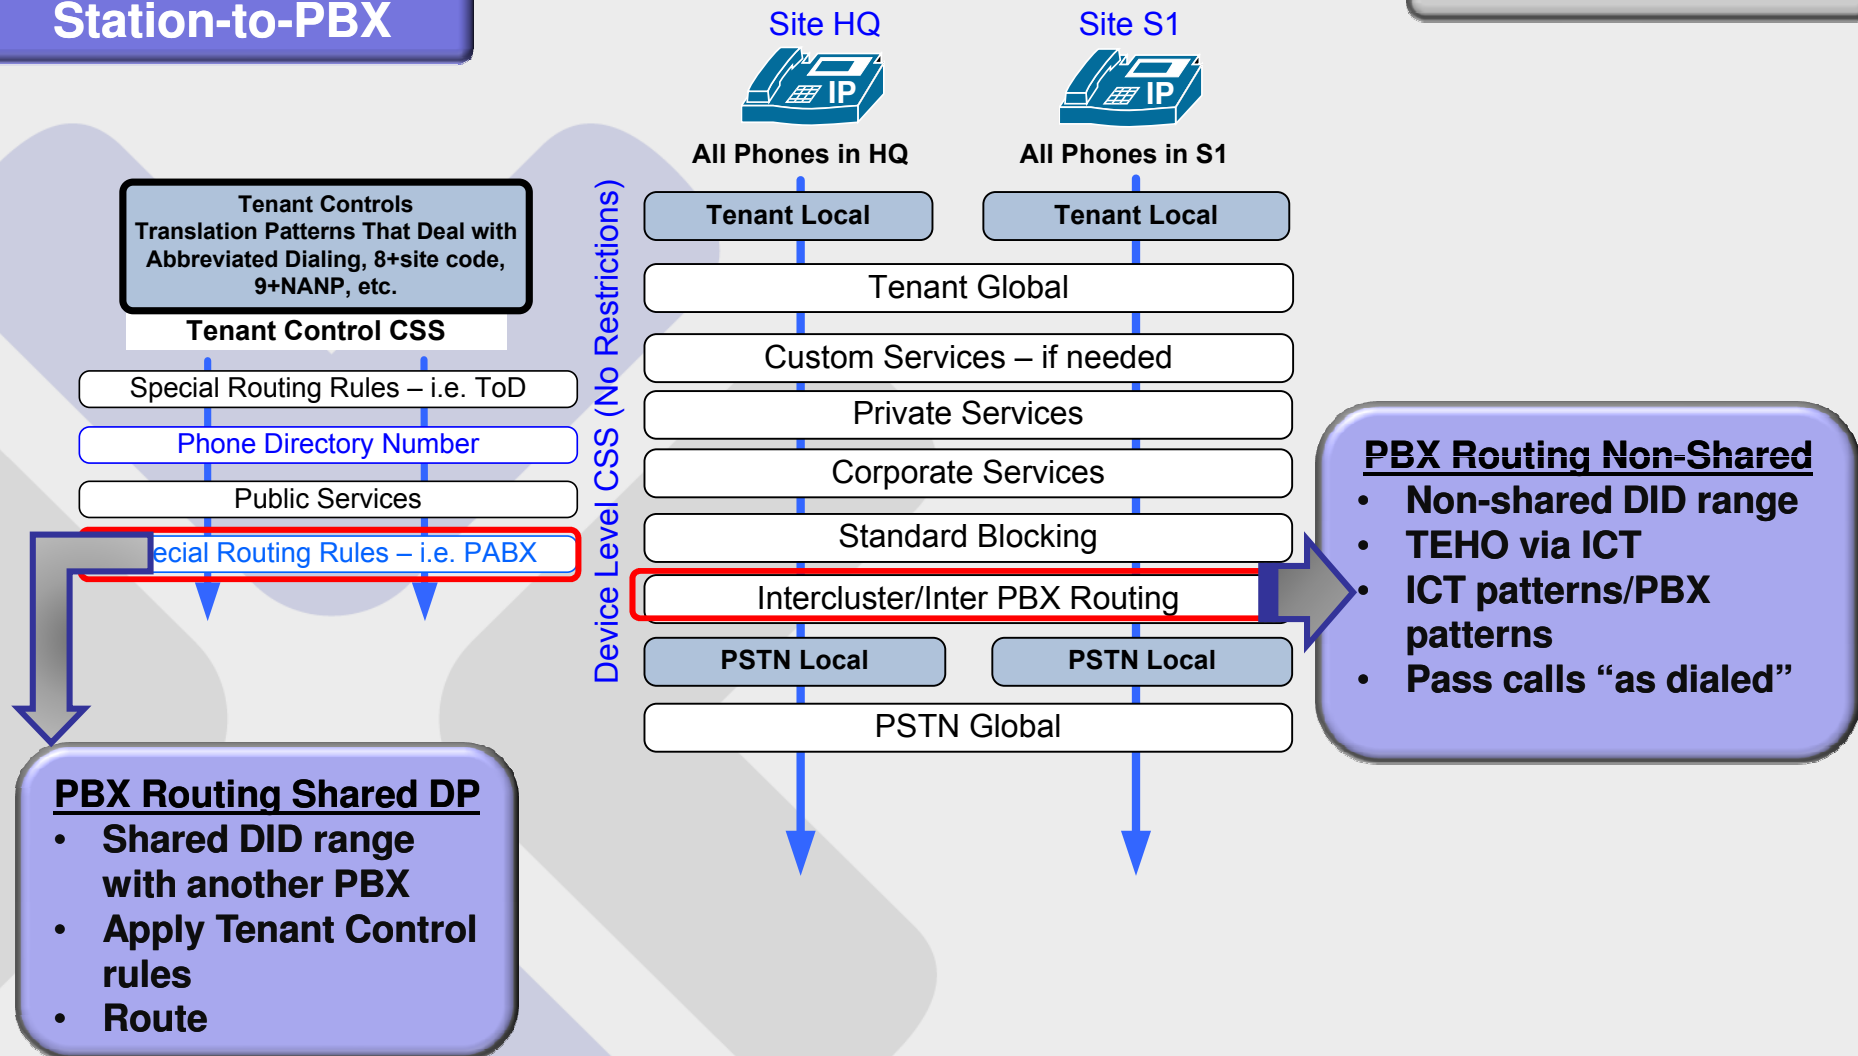 Station-to-PBX
Site HQ
Site S1
IP
IP
All Phones in HQ
All Phones in S1
Tenant Controls
Translation Patterns That Deal with
Abbreviated Dialing, 8+site code,
9+NANP, etc.
Tenant Control CSS
Special Routing Rules – i.e. ToD
Phone Directory Number
Public Services
ecial Routing Rules – i.e. PABX
Device Level CSS (No Restrictions)
Tenant Local
Tenant Local
Tenant Global
Custom Services – if needed
Private Services
Corporate Services
Standard Blocking
Intercluster/Inter PBX Routing
PSTN Local
PSTN Local
PSTN Global
PBX Routing Non-Shared
• Non-shared DID range
• TEHO via ICT
• ICT patterns/PBX
patterns
• Pass calls “as dialed”
PBX Routing Shared DP
• Shared DID range
with another PBX
• Apply Tenant Control
rules
• Route